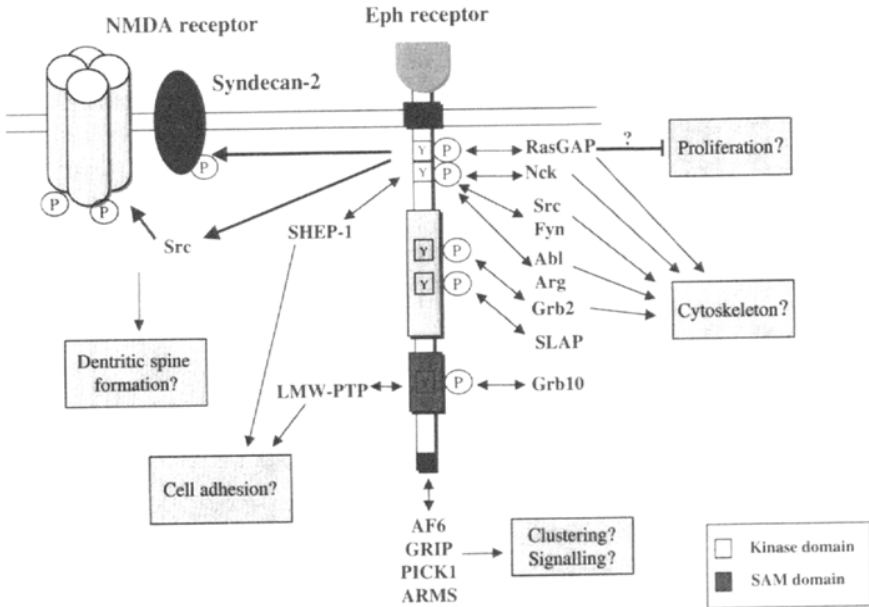 NMDA receptor
Eph receptor
Syndecan-2
P
P
P
Y
P
Y
P
RasGAP
?
Proliferation?
Nck
Src
SHEP-1
Src
Fyn
Abl
Arg
Y
P
Y
P
Grb2
SLAP
Cytoskeleton?
Dentritic spine
formation?
LMW-PTP
Y
P
Grb10
Cell adhesion?
AF6
GRIP
PICK1
ARMS
Clustering?
Signalling?
Kinase domain
SAM domain